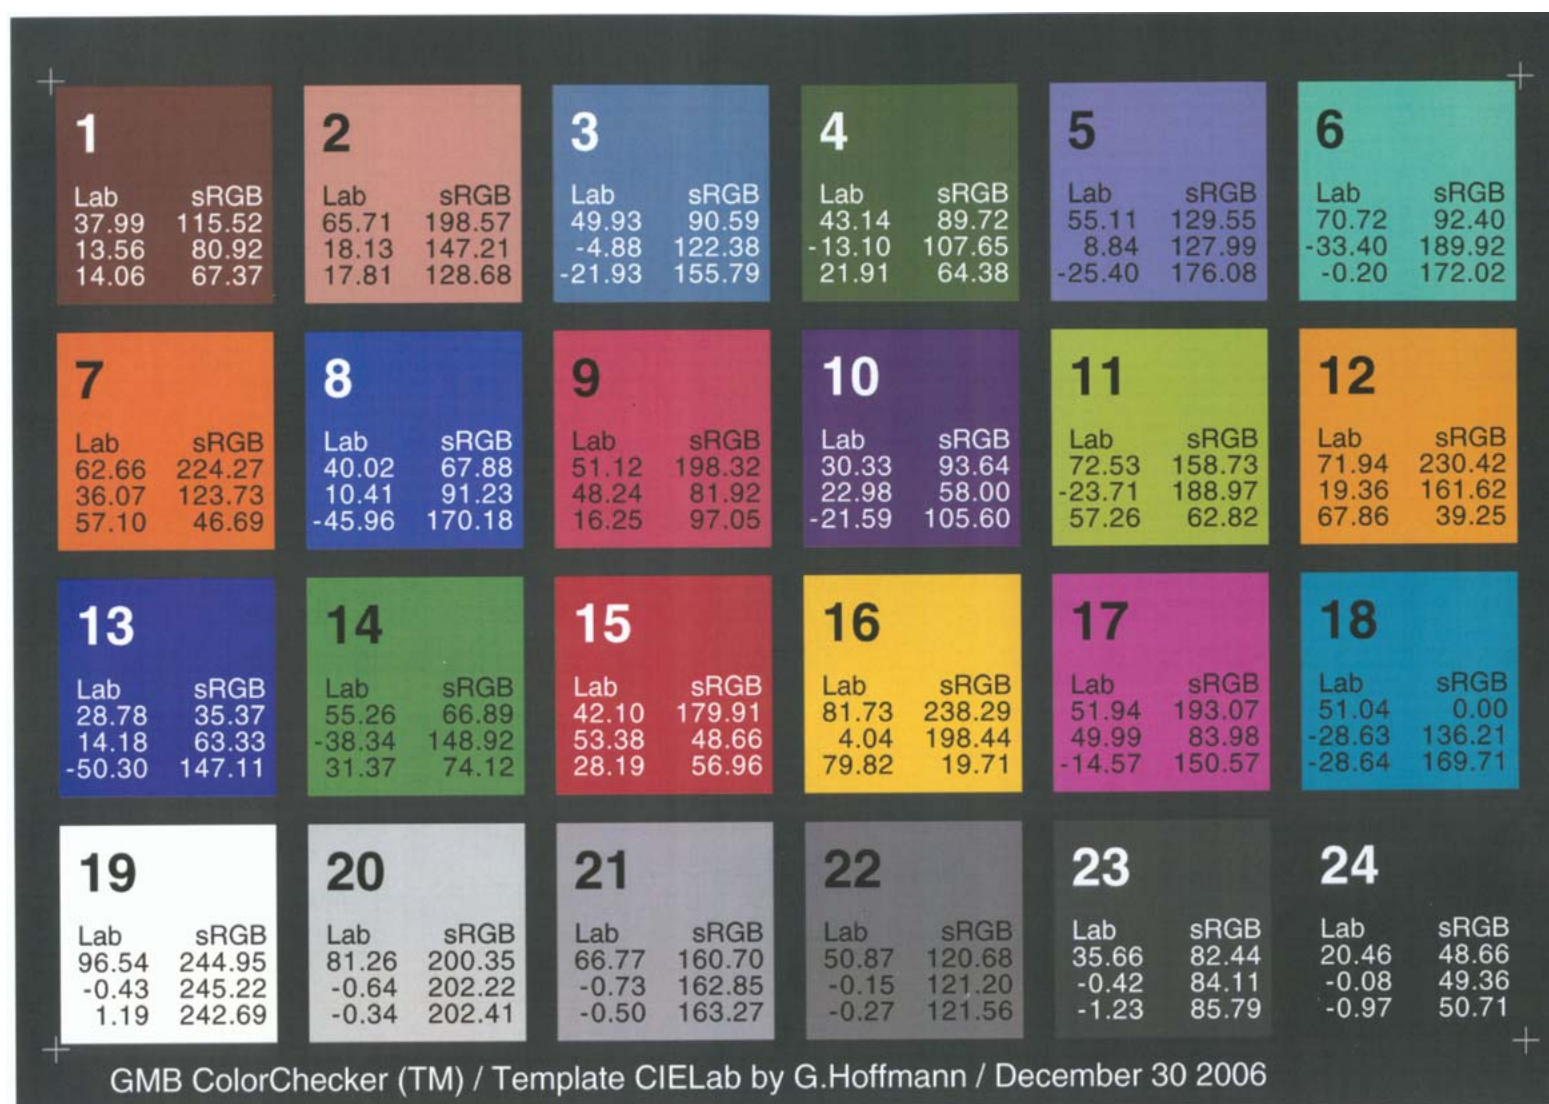 1 2 3 4 5 6
Lab sRGB Lab sRGB Lab sRGB Lab sRGB Lab sRGB Lab sRGB
37.99 115.52 65.71 198.57 49.93 90.59 43.14 89.72 55.11 129.55 70.72 92.40
13.56 80.92 18.13 147.21 -4.88 122.38 -13.10 107.65 8.84 127.99 -33.40 189.92
14.06 67.37 17.81 128.68 -21.93 155.79 21.91 64.38 -25.40 176.08 -0.20 172.02
7 8 9 10 11 12
Lab sRGB Lab sRGB Lab sRGB Lab sRGB Lab sRGB Lab sRGB
62.66 224.27 40.02 67.88 51.12 198.32 30.33 93.64 72.53 158.73 71.94 230.42
36.07 123.73 10.41 91.23 48.24 81.92 22.98 58.00 -23.71 188.97 19.36 161.62
57.10 46.69 -45.96 170.18 16.25 97.05 -21.59 105.60 57.26 62.82 67.86 39.25
13 14 15 16 17 18
Lab sRGB Lab sRGB Lab sRGB Lab sRGB Lab sRGB Lab sRGB
28.78 35.37 55.26 66.89 42.10 179.91 81.73 238.29 51.94 193.07 51.04 0.00
14.18 63.33 -38.34 148.92 53.38 48.66 4.04 198.44 49.99 83.98 -28.63 136.21
-50.30 147.11 31.37 74.12 28.19 56.96 79.82 19.71 -14.57 150.57 -28.64 169.71
19 20 21 22 23 24
Lab sRGB Lab sRGB Lab sRGB Lab sRGB Lab sRGB Lab sRGB
96.54 244.95 81.26 200.35 66.77 160.70 50.87 120.68 35.66 82.44 20.46 48.66
-0.43 245.22 -0.64 202.22 -0.73 162.85 -0.15 121.20 -0.42 84.11 -0.08 49.36
1.19 242.69 -0.34 202.41 -0.50 163.27 -0.27 121.56 -1.23 85.79 -0.97 50.71
GMB ColorChecker (TM) / Template CIELab by G.Hoffmann / December 30 2006